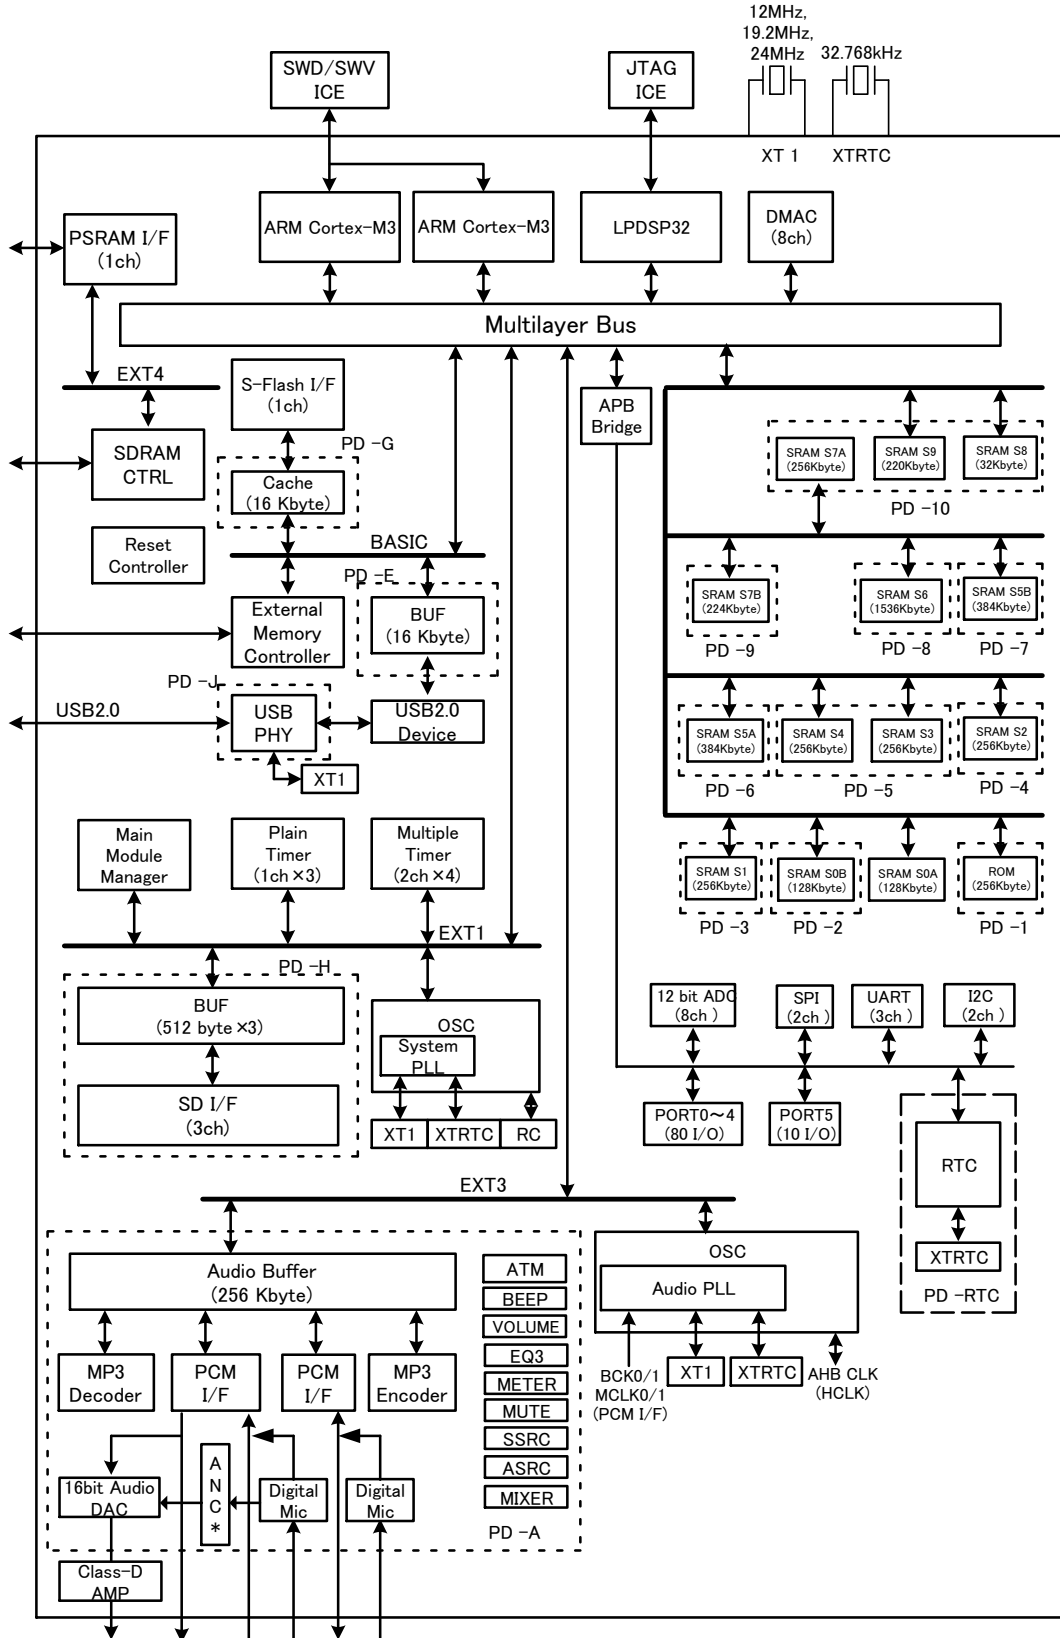 12MHz,
19.2MHz,
24MHz
32.768kHz
SWD/SWV
ICE
JTAG
ICE
XT 1
XTRTC
PSRAM I/F
(1ch)
ARM Cortex-M3
ARM Cortex-M3
LPDSP32
DMAC
(8ch)
Multilayer Bus
EXT4
S-Flash I/F
(1ch)
APB
Bridge
SDRAM
CTRL
PD -G
Cache
(16 Kbyte)
SRAM S7A
(256Kbyte)
SRAM S9
(220Kbyte)
SRAM S8
(32Kbyte)
PD -10
Reset
Controller
BASIC
PD -E
External
Memory
Controller
BUF
(16 Kbyte)
SRAM S7B
(224Kbyte)
SRAM S6
(1536Kbyte)
SRAM S5B
(384Kbyte)
PD -9
PD -8
PD -7
PD -J
USB2.0
USB
PHY
USB2.0
Device
XT1
SRAM S5A
(384Kbyte)
SRAM S4
(256Kbyte)
SRAM S3
(256Kbyte)
SRAM S2
(256Kbyte)
PD -6
PD -5
PD -4
Main
Module
Manager
Plain
Timer
(1ch ×3)
Multiple
Timer
(2ch ×4)
SRAM S1
(256Kbyte)
SRAM S0B
(128Kbyte)
SRAM S0A
(128Kbyte)
ROM
(256Kbyte)
PD -3
PD -2
PD -1
EXT1
PD -H
BUF
(512 byte ×3)
SD I/F
(3ch)
OSC
System
PLL
XT1
XTRTC
RC
12 bit ADC
(8ch )
SPI
(2ch )
UART
(3ch )
I2C
(2ch )
PORT0～4
(80 I/O)
PORT5
(10 I/O)
RTC
XTRTC
PD -RTC
EXT3
Audio Buffer
(256 Kbyte)
MP3
Decoder
PCM
I/F
PCM
I/F
MP3
Encoder
ATM
BEEP
VOLUME
EQ3
METER
MUTE
SSRC
ASRC
MIXER
OSC
Audio PLL
BCK0/1
MCLK0/1
(PCM I/F)
XT1
XTRTC
AHB CLK
(HCLK)
16bit Audio
DAC
A
N
C
*
Digital
Mic
Digital
Mic
PD -A
Class-D
AMP